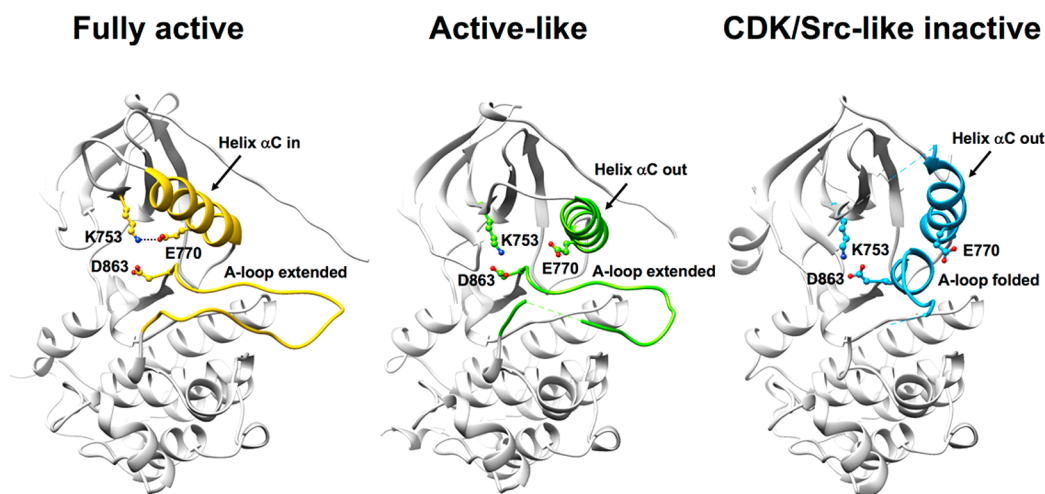 Fully active
Active-like
CDK/Src-like inactive
Helix αC in
K753
E770
D863
A-loop extended
Helix αC out
K753
E770
D863
A-loop extended
Helix αC out
K753
E770
D863
A-loop folded